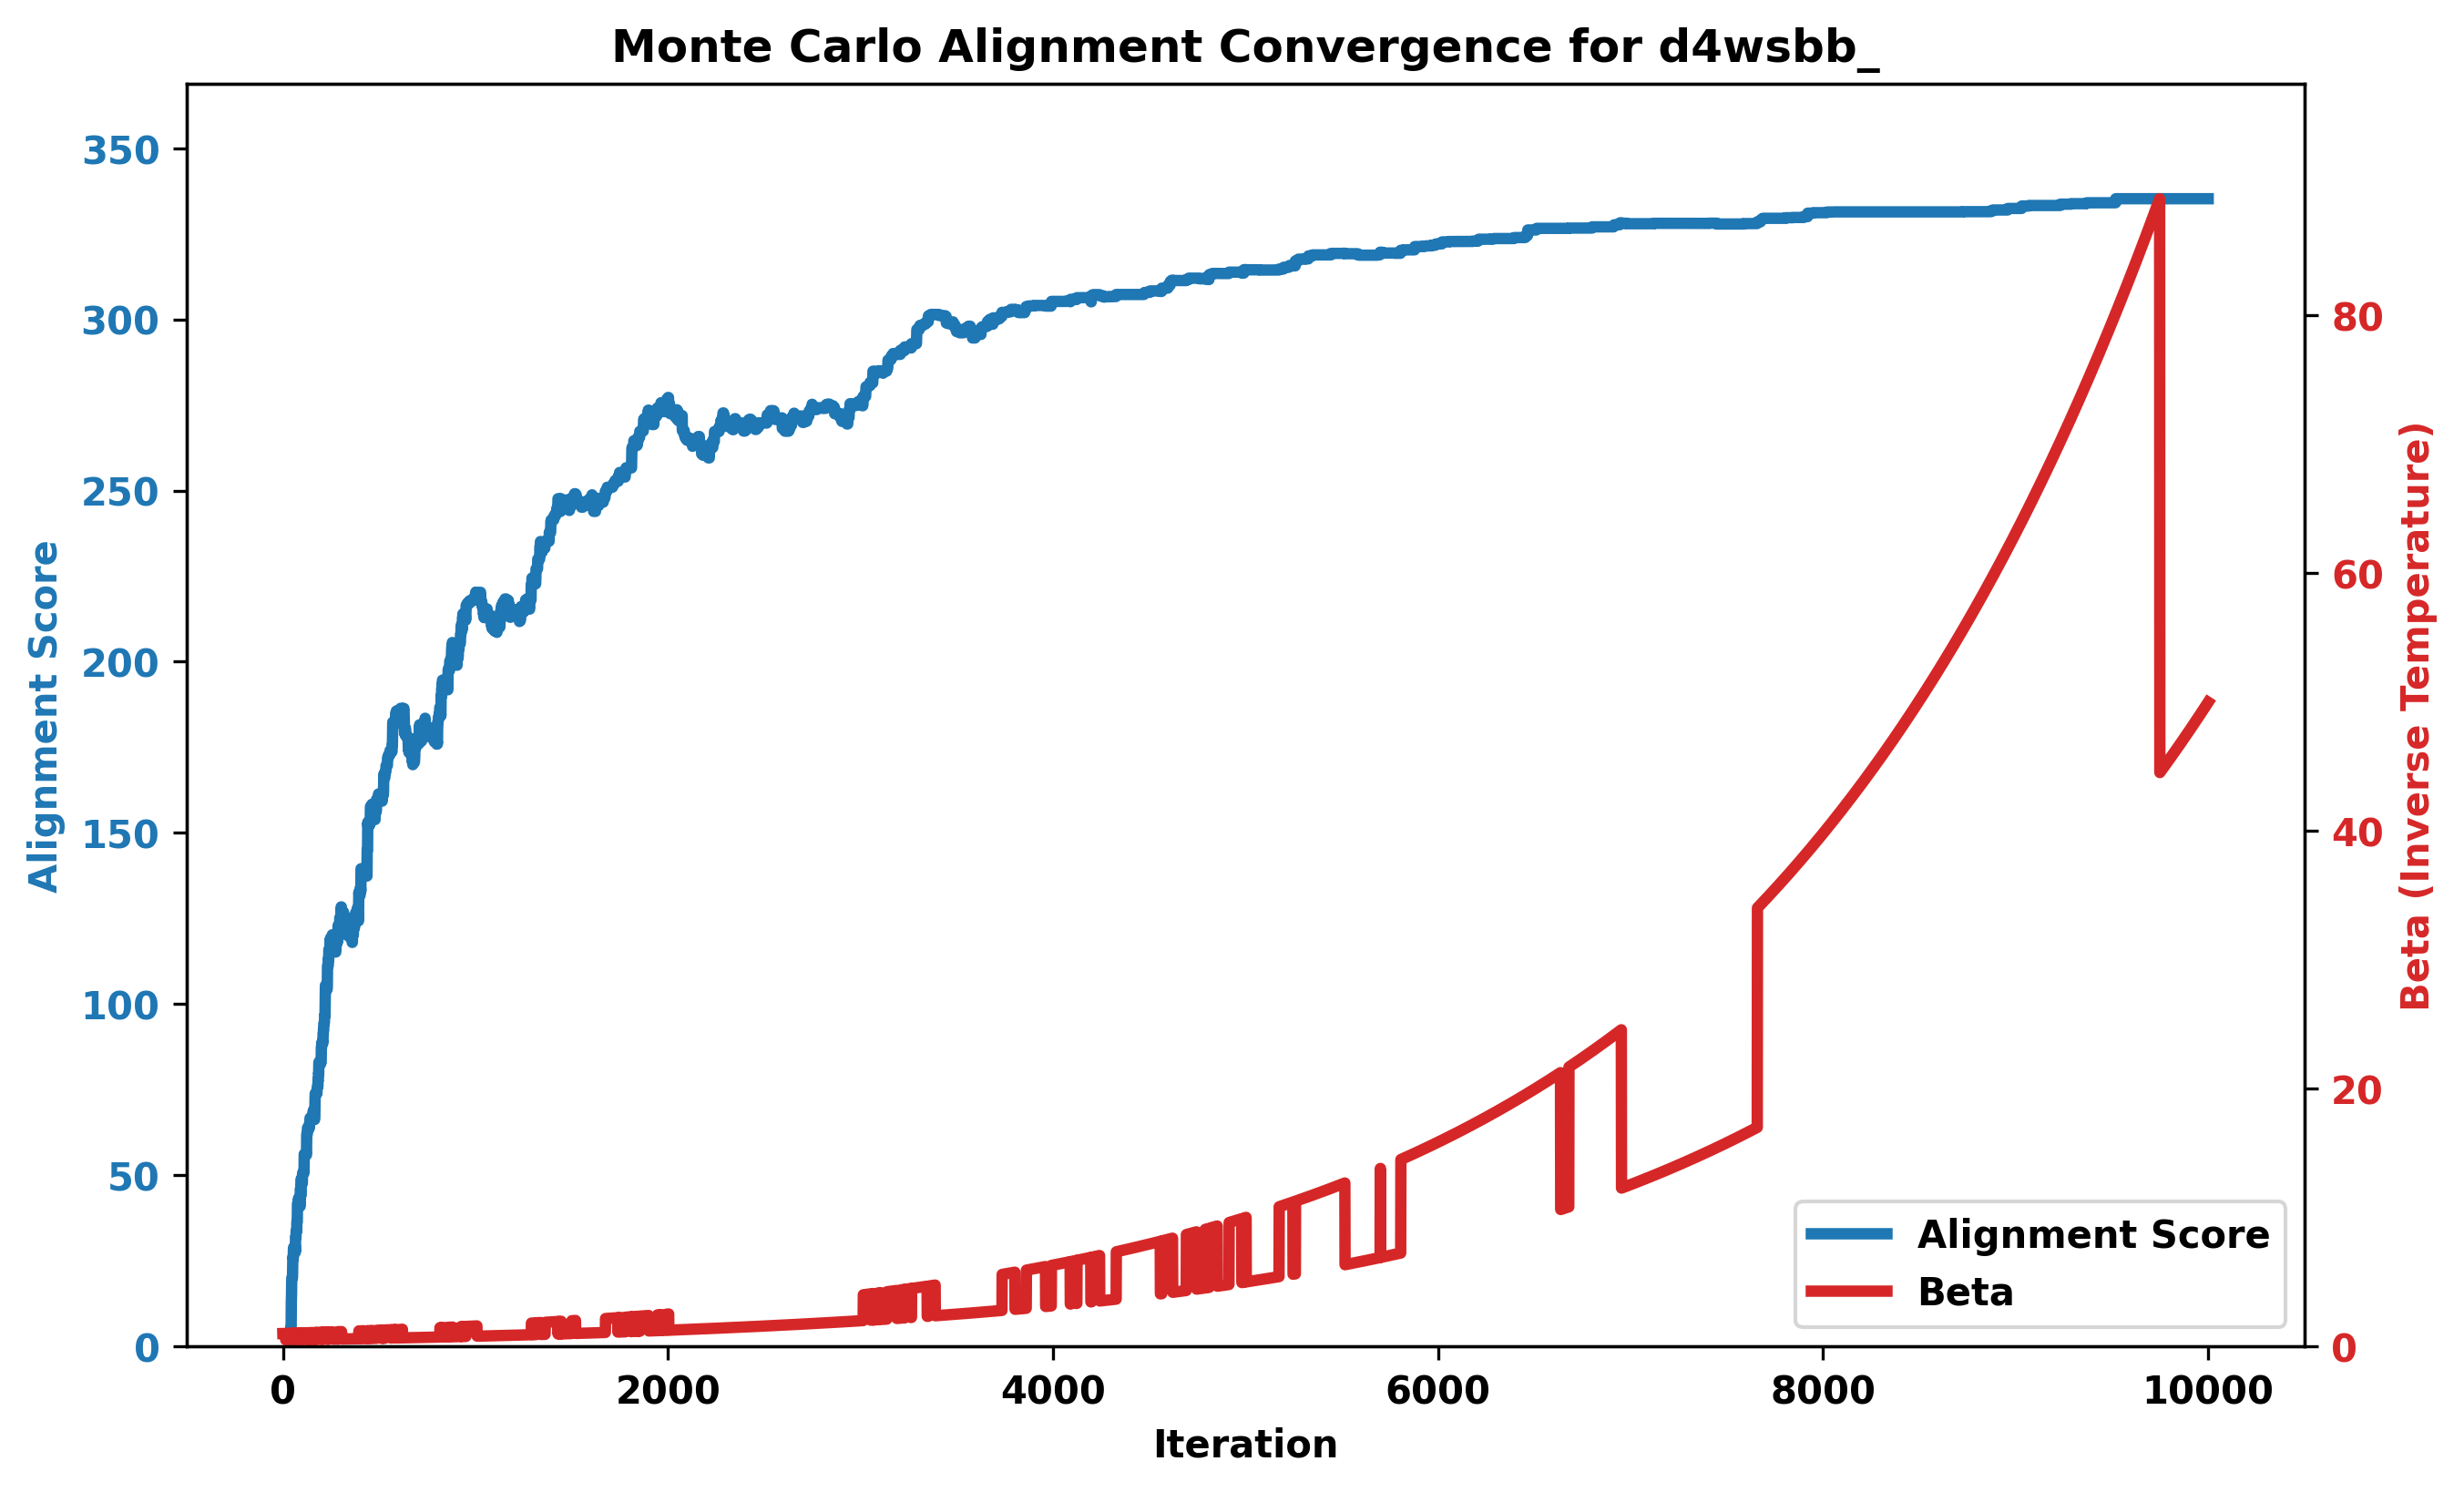 Monte Carlo Alignment Convergence for d4wsbb_
350
300
250
200
150
100
50
0
Alignment Score
80
60
40
20
0
Beta (Inverse Temperature)
Alignment Score
Beta
0 2000 4000 6000 8000 10000
Iteration